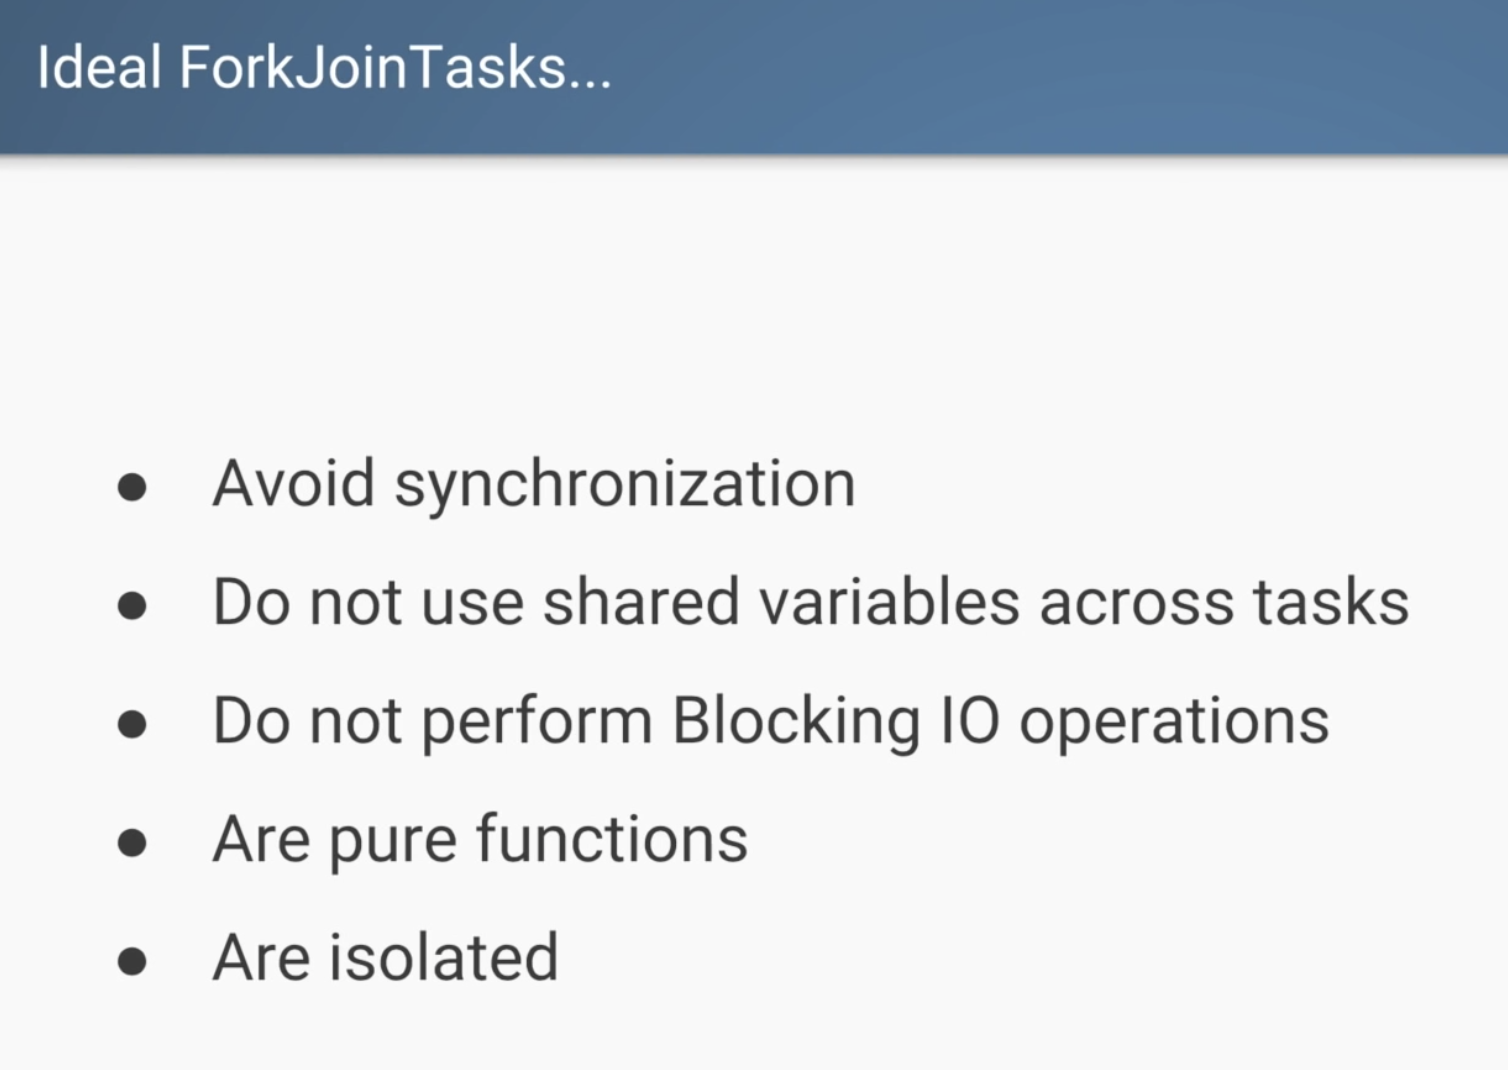 Ideal ForkJoinTasks...
● Avoid synchronization
● Do not use shared variables across tasks
● Do not perform Blocking IO operations
● Are pure functions
● Are isolated